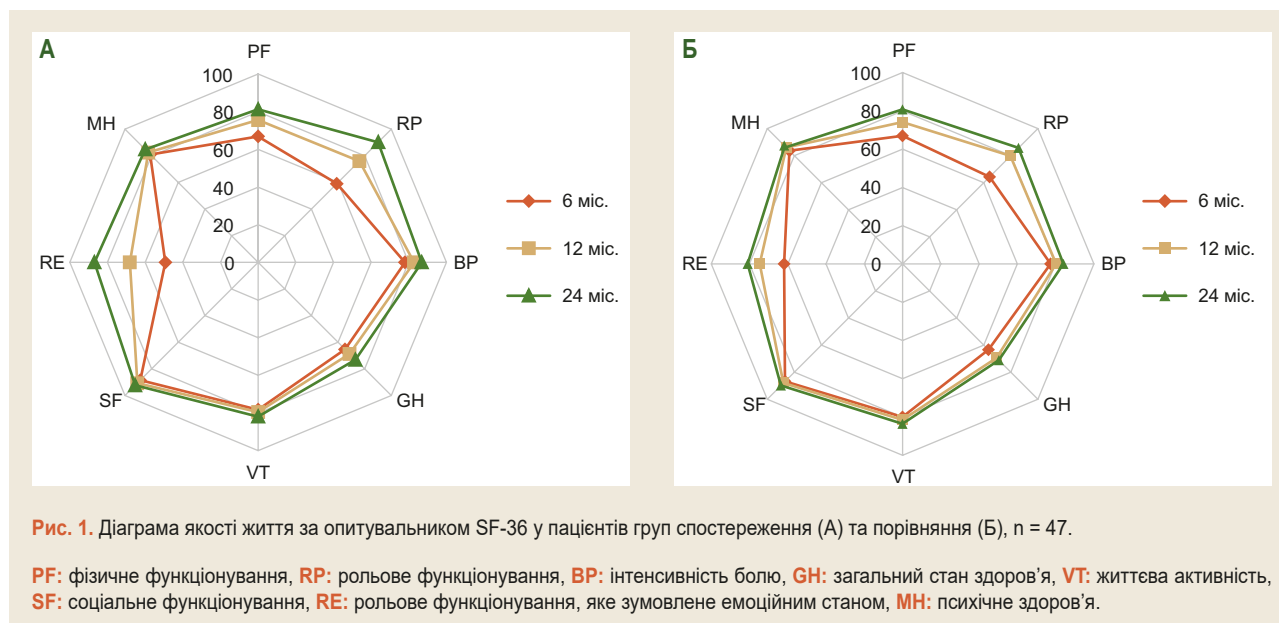 А
PF
100
80
60
40
20
0
MH
RP
RE
BP
SF
GH
VT
6 міс.
12 міс.
24 міс.
Б
PF
100
80
60
40
20
0
MH
RP
RE
BP
SF
GH
VT
6 міс.
12 міс.
24 міс.
Рис. 1. Діаграма якості життя за опитувальником SF-36 у пацієнтів груп спостереження (А) та порівняння (Б), n = 47.
PF: фізичне функціонування, RP: рольове функціонування, BP: інтенсивність болю, GH: загальний стан здоров’я, VT: життєва активність,
SF: соціальне функціонування, RE: рольове функціонування, яке зумовлене емоційним станом, MH: психічне здоров’я.